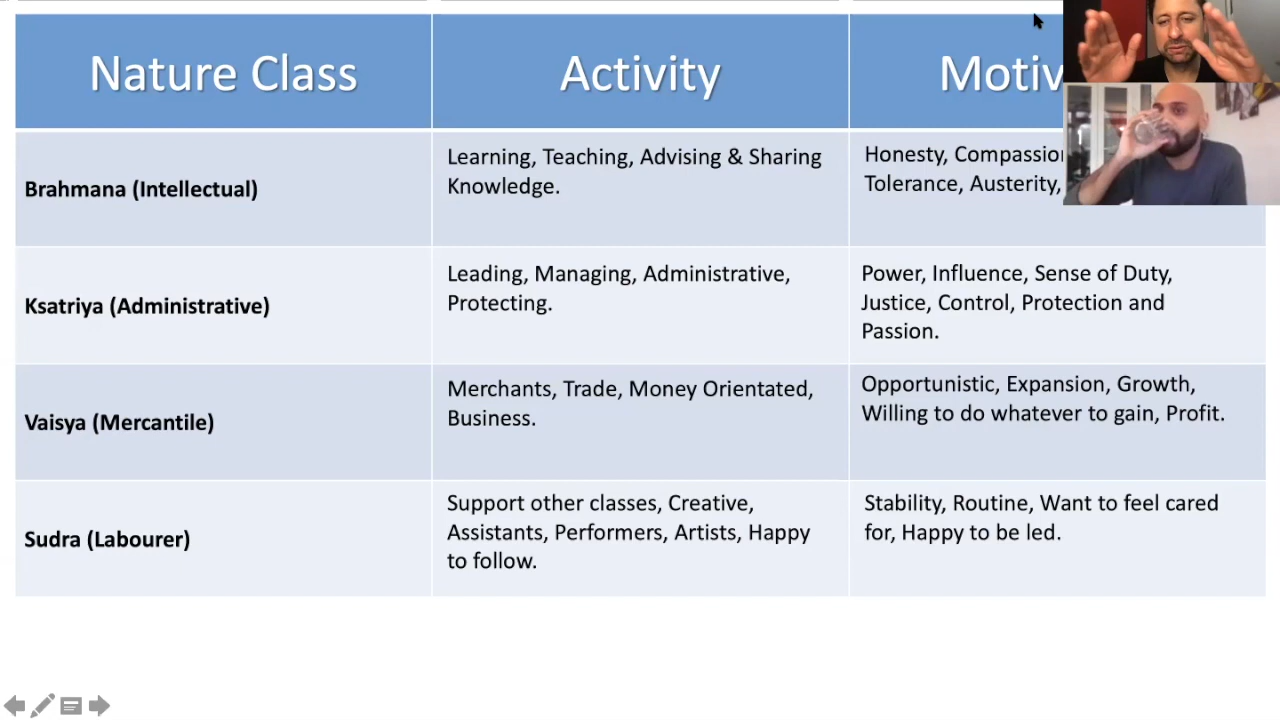 Nature Class
Activity
Brahmana (Intellectual)
Learning, Teaching, Advising & Sharing
Knowledge.
Honesty,
Tolerance, Austerity,
Ksatriya (Administrative)
Leading, Managing, Administrative,
Protecting.
Power, Influence, Sense of Duty,
Justice, Control, Protection and
Passion.
Vaisya (Mercantile)
Merchants, Trade, Money Orientated,
Business.
Opportunistic, Expansion, Growth,
Willing to do whatever to gain, Profit.
Sudra (Labourer)
Support other classes, Creative,
Assistants, Performers, Artists, Happy
to follow.
Stability, Routine, Want to feel cared
for, Happy to be led.